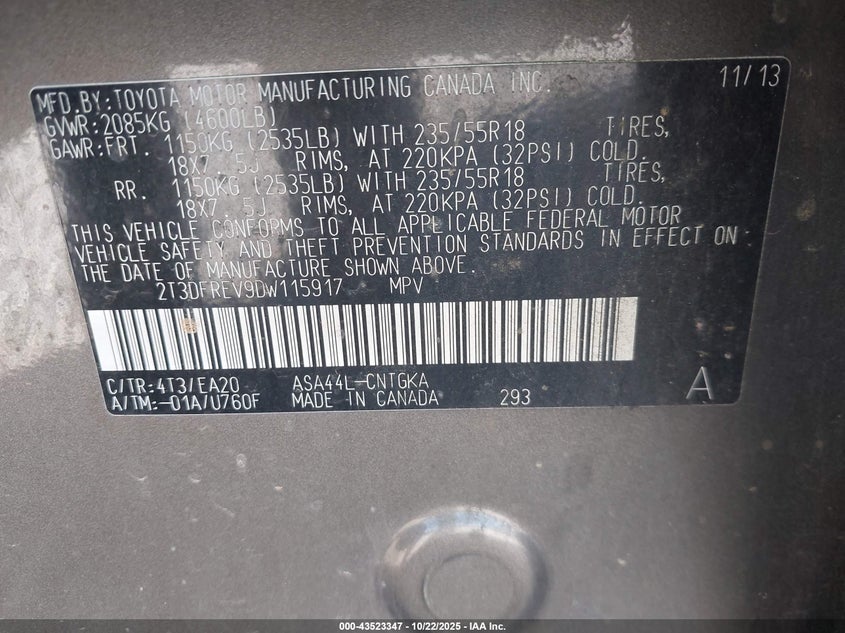 MFD.BY:TOYOTA MOTOR MANUFACTURING CANADA INC. 11/13
GVWR:2085KG (4600LB)
GAWR:FRT. 1150KG (2535LB) WITH 235/55R18 TIRES,
18X7. 5J RIMS, AT 220KPA (32PSI) COLD.
RR. 1150KG (2535LB) WITH 235/55R18 TIRES,
18X7. 5J RIMS, AT 220KPA (32PSI) COLD.
THIS VEHICLE CONFORMS TO ALL APPLICABLE FEDERAL MOTOR
VEHICLE SAFETY AND THEFT PREVENTION STANDARDS IN EFFECT ON
THE DATE OF MANUFACTURE SHOWN ABOVE.
2T3DFREV9DW115917 MPV
C/TR:4T3/EA20 ASA44L-CNTGKA
A/TM:-01A/U760F MADE IN CANADA 293 A
000-43523347 - 10/22/2025 - IAA Inc.